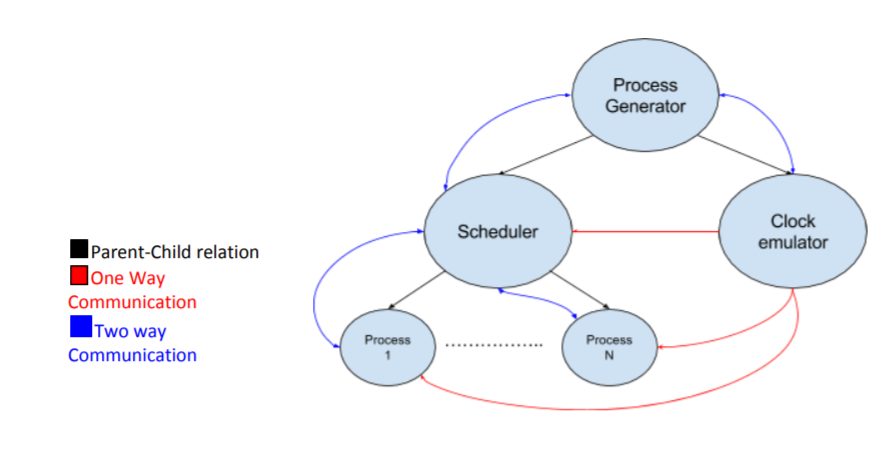 Process
Generator
Scheduler
Clock
emulator
Parent-Child relation
One Way
Communication
Two way
Communication
Process
1
Process
N